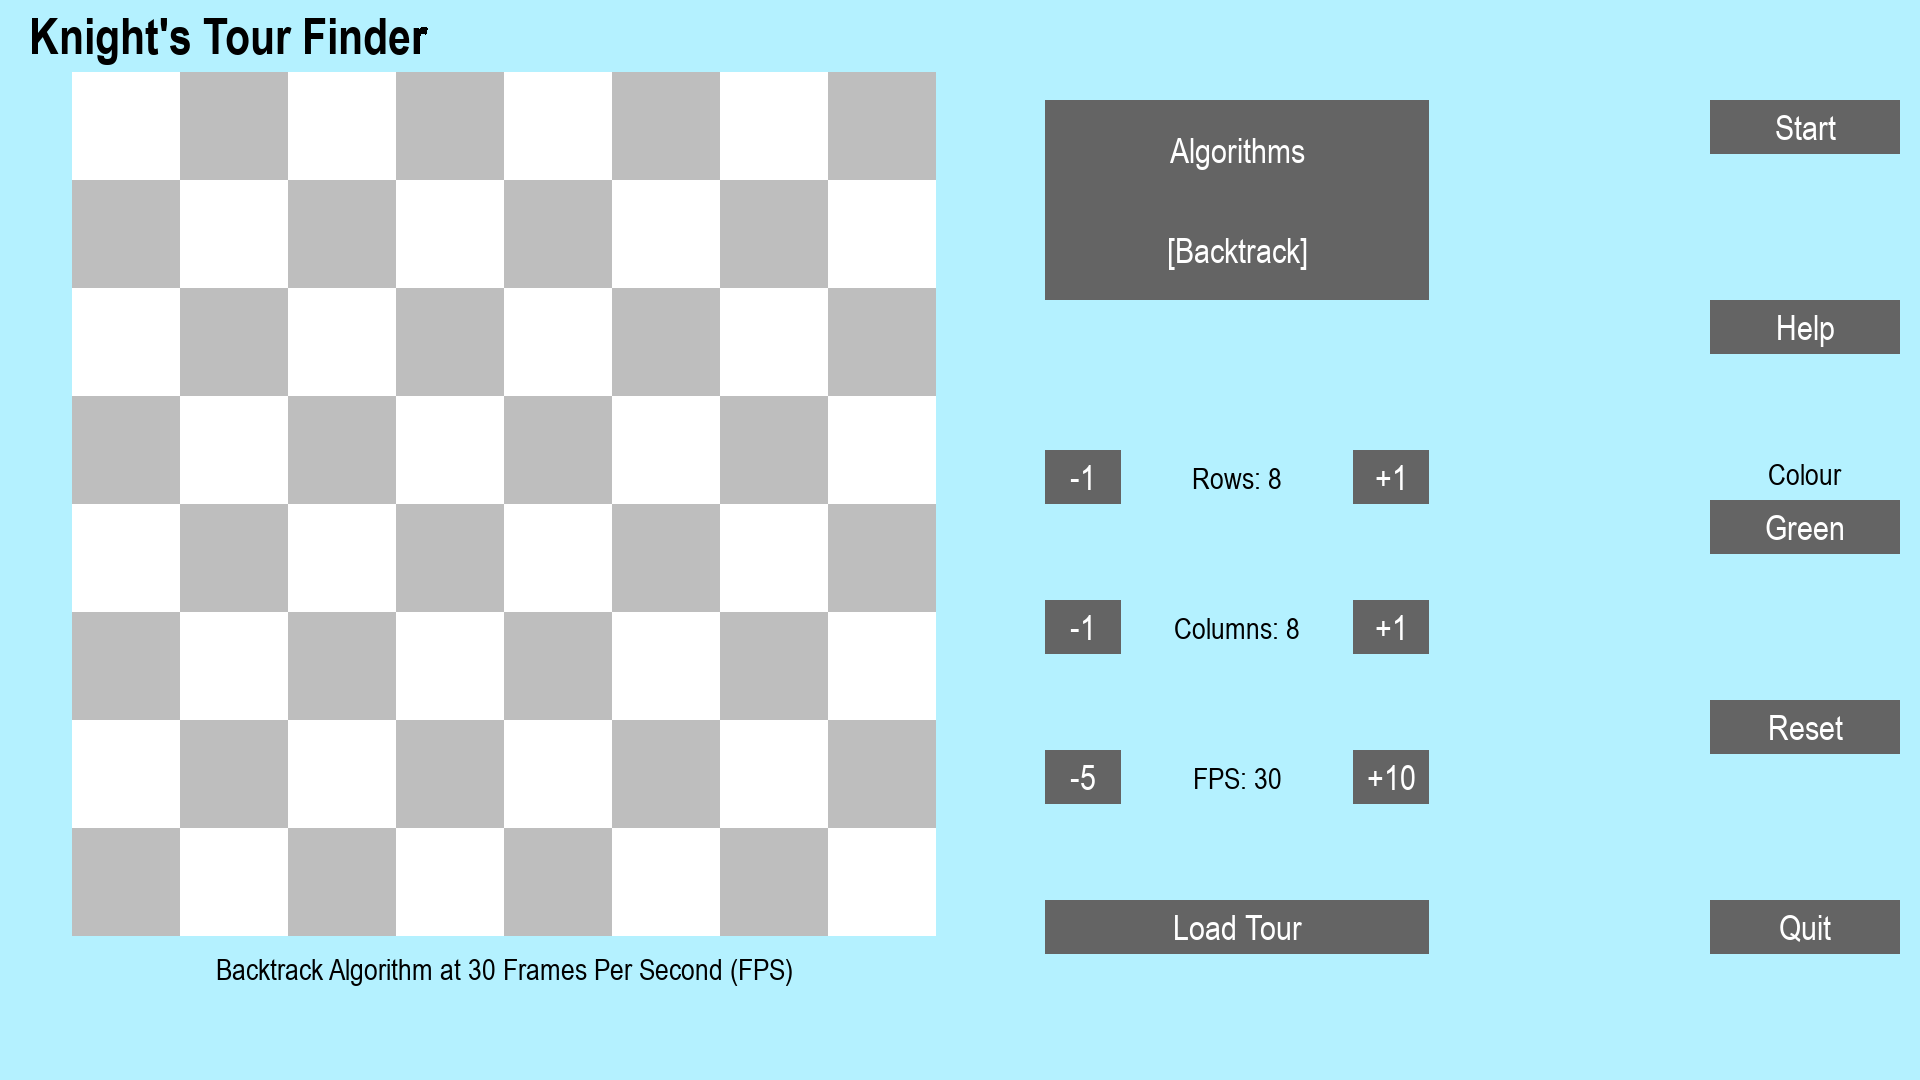 Knight's Tour Finder
Algorithms
[Backtrack]
Start
Help
-1 Rows: 8 +1
Colour
Green
-1 Columns: 8 +1
Reset
-5 FPS: 30 +10
Load Tour
Quit
Backtrack Algorithm at 30 Frames Per Second (FPS)